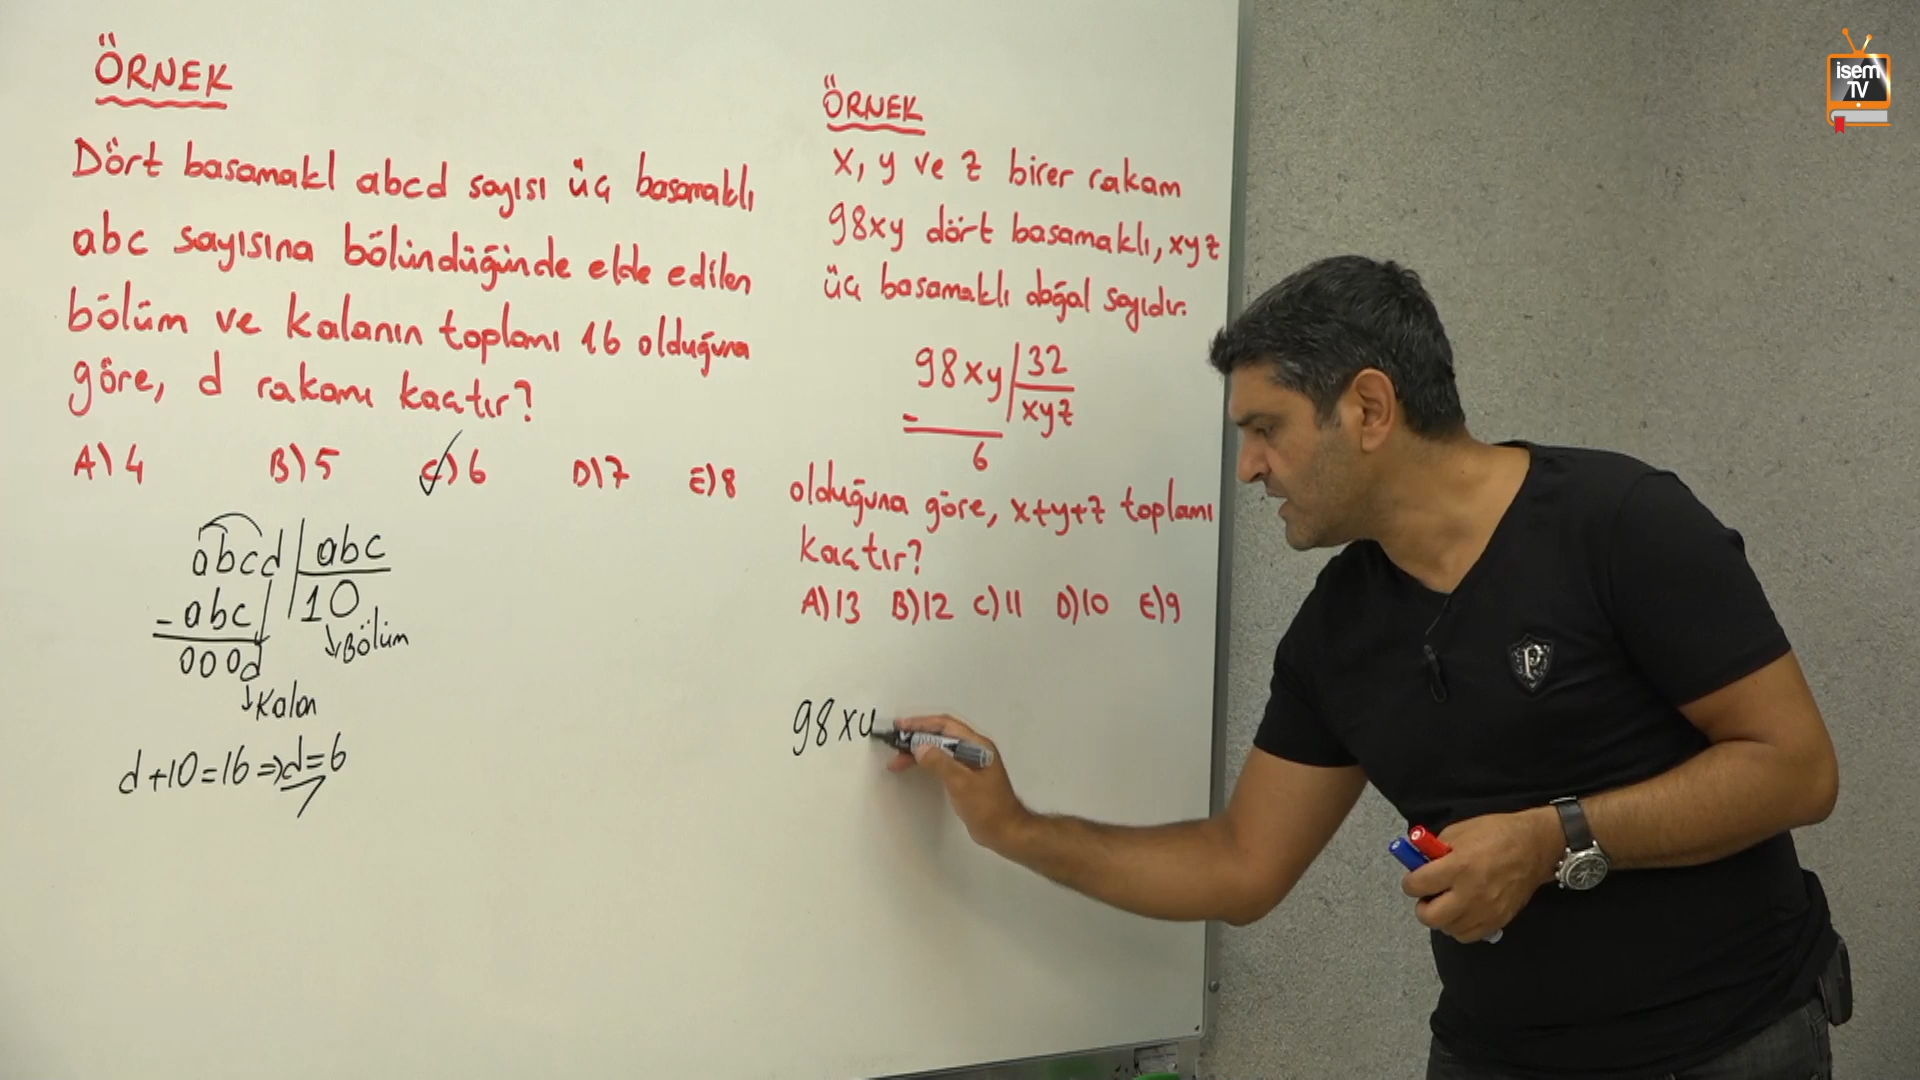 ÖRNEK
Dört basamakl abcd sayısı üç basamaklı
abc sayısına bölündüğünde elde edilen
bölüm ve kalanın toplamı 16 olduğuna
göre, d rakamı kaçtır?
A) 4 B) 5 C) 6 D) 7 E) 8
abcd | abc
- abc | 10
000d
Bölüm
Kalan
d+10=16⇒d=6
ÖRNEK
x, y ve z birer rakam
98xy dört basamaklı, xyz
üç basamaklı doğal sayıdır.
98xy | 32
- | xyz
6
olduğuna göre, x+y+z toplamı
kaçtır?
A) 13 B) 12 C) 11 D) 10 E) 9
98xy
isem
TV